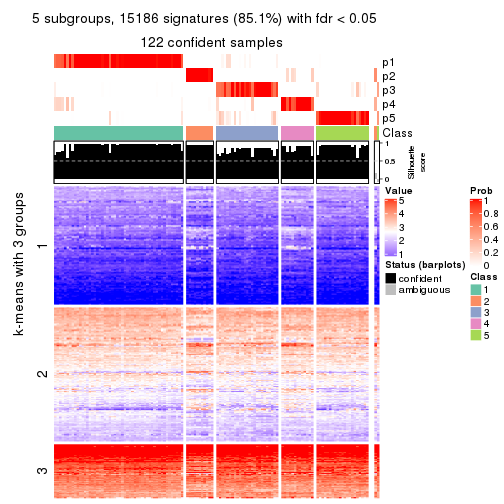 5 subgroups, 15186 signatures (85.1%) with fdr < 0.05
122 confident samples
p1
p2
p3
p4
p5
Class
1
0.5
0
Silhouette
score
k-means with 3 groups
1
2
3
Value
5
4
3
2
1
Status (barplots)
confident
ambiguous
Prob
1
0.8
0.6
0.4
0.2
0
Class
1
2
3
4
5